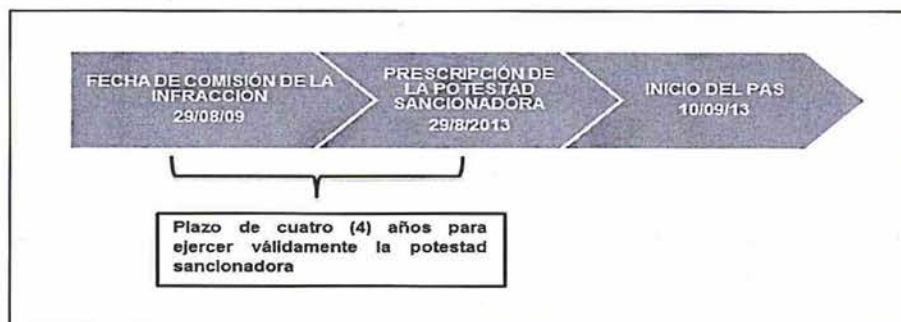 FECHA DE COMISIÓN DE LA
INFRACCIÓN
29/08/09
PRESCRIPCIÓN DE
LA POTESTAD
SANCIONADORA
29/8/2013
INICIO DEL PAS
10/09/13
Plazo de cuatro (4) años para
ejercer válidamente la potestad
sancionadora